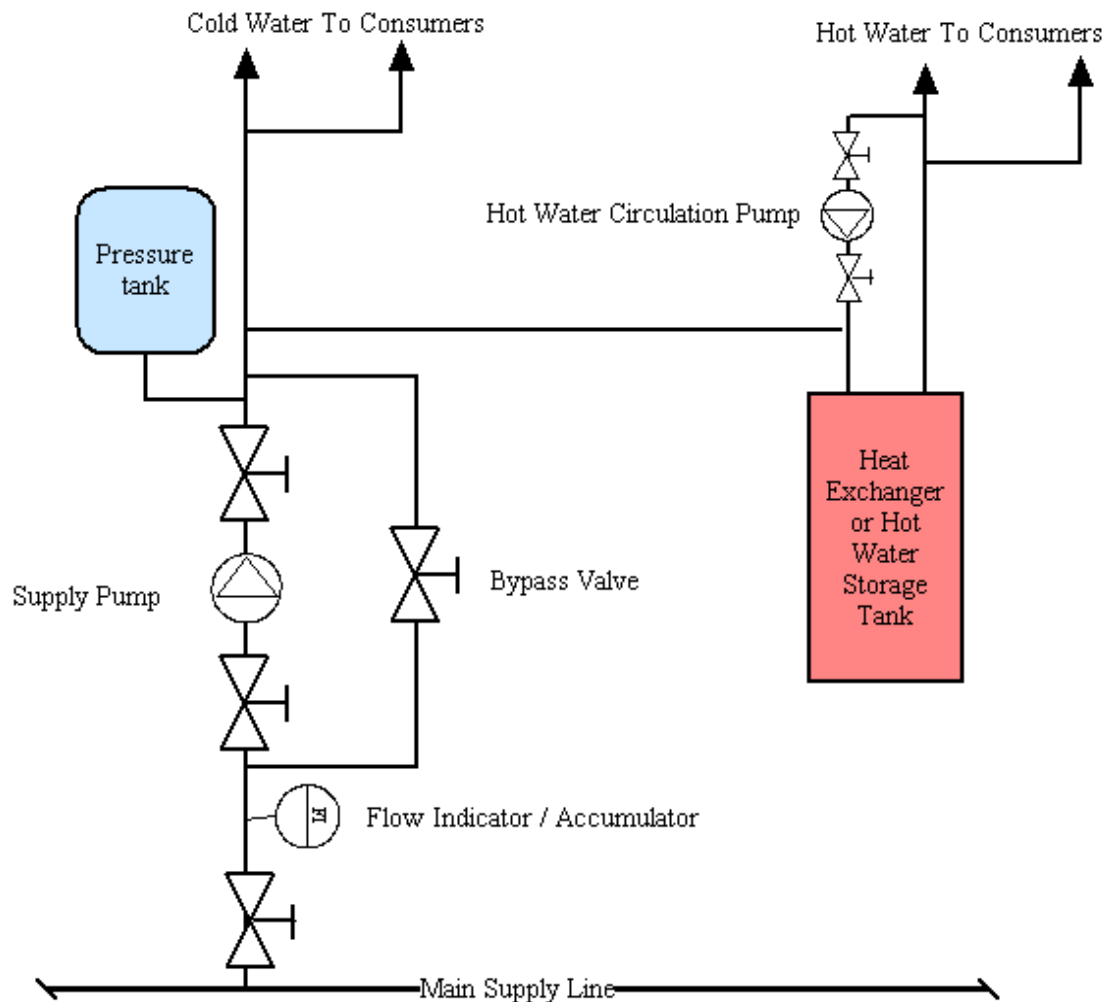 Cold Water To Consumers
Hot Water To Consumers
Hot Water Circulation Pump
Pressure
tank
Heat
Exchanger
or Hot
Water
Storage
Tank
Supply Pump
Bypass Valve
FI
Flow Indicator / Accumulator
Main Supply Line